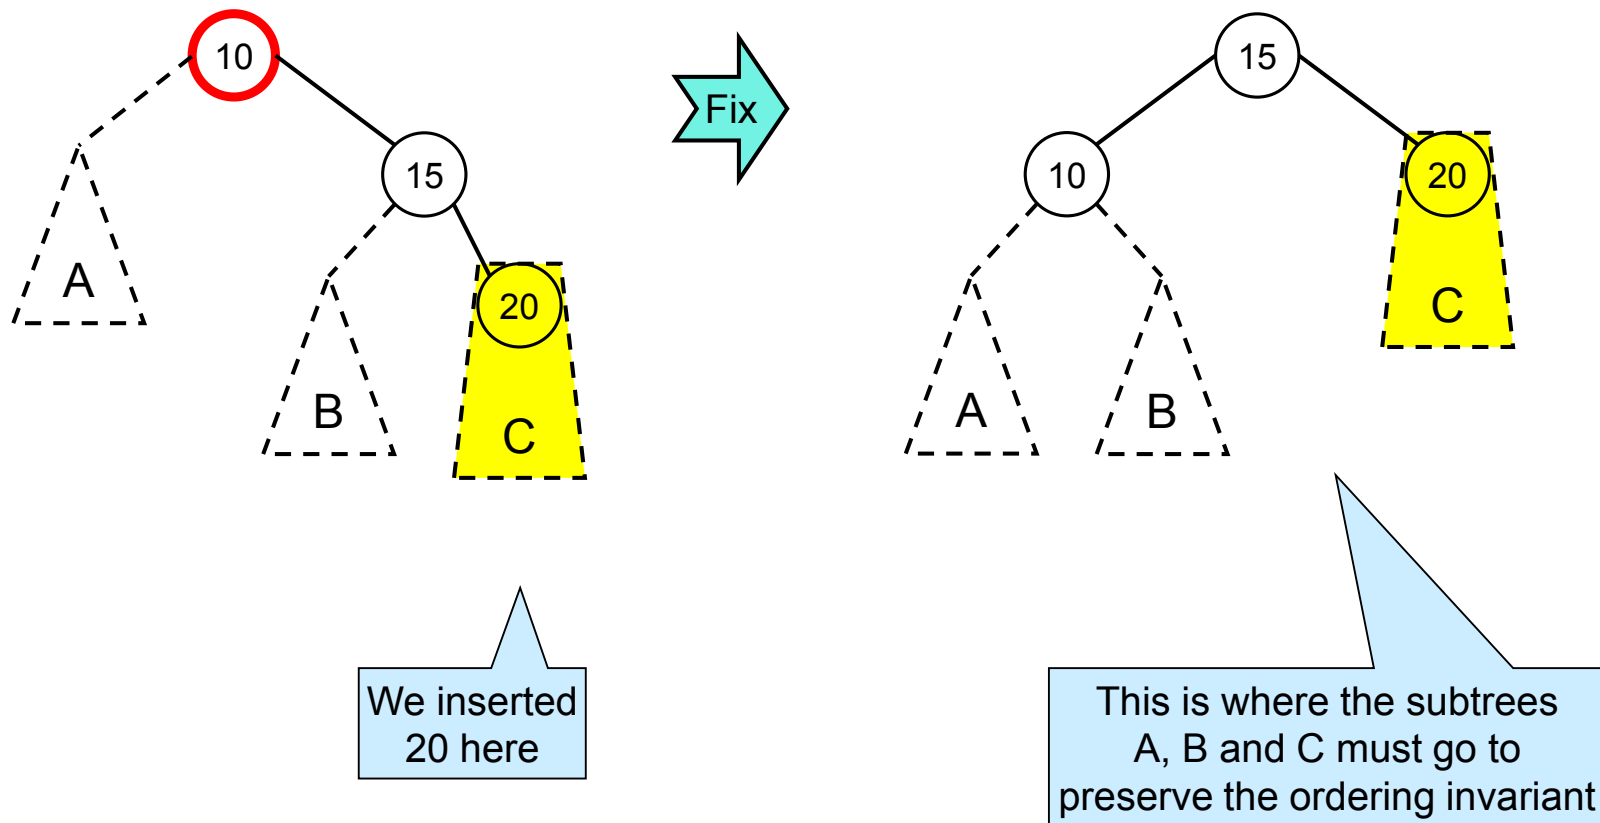 10
15
A
B
20
C
Fix
15
10
20
A
B
C
We inserted
20 here
This is where the subtrees
A, B and C must go to
preserve the ordering invariant